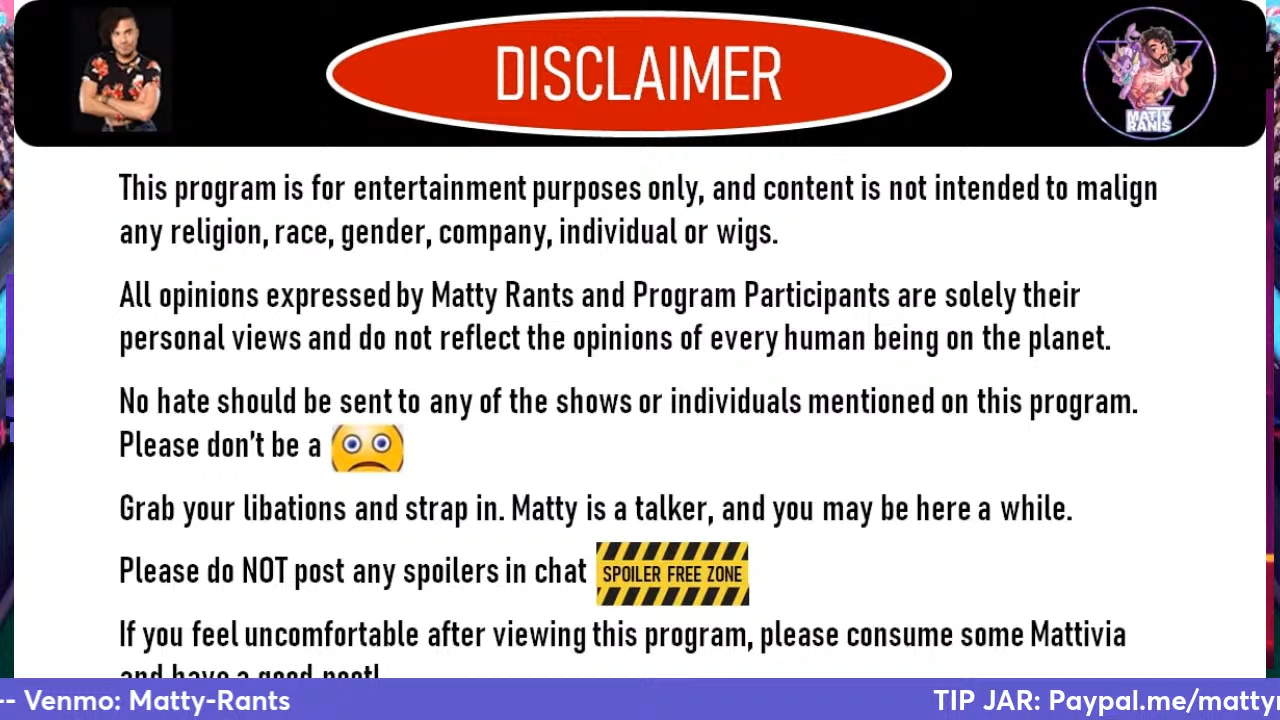 DISCLAIMER
MATTY
RANTS
This program is for entertainment purposes only, and content is not intended to malign
any religion, race, gender, company, individual or wigs.
All opinions expressed by Matty Rants and Program Participants are solely their
personal views and do not reflect the opinions of every human being on the planet.
No hate should be sent to any of the shows or individuals mentioned on this program.
Please don't be a
Grab your libations and strap in. Matty is a talker, and you may be here a while.
Please do NOT post any spoilers in chat SPOILER FREE ZONE
If you feel uncomfortable after viewing this program, please consume some Mattivia
and have a good
-- Venmo: Matty-Rants TIP JAR: Paypal.me/matty